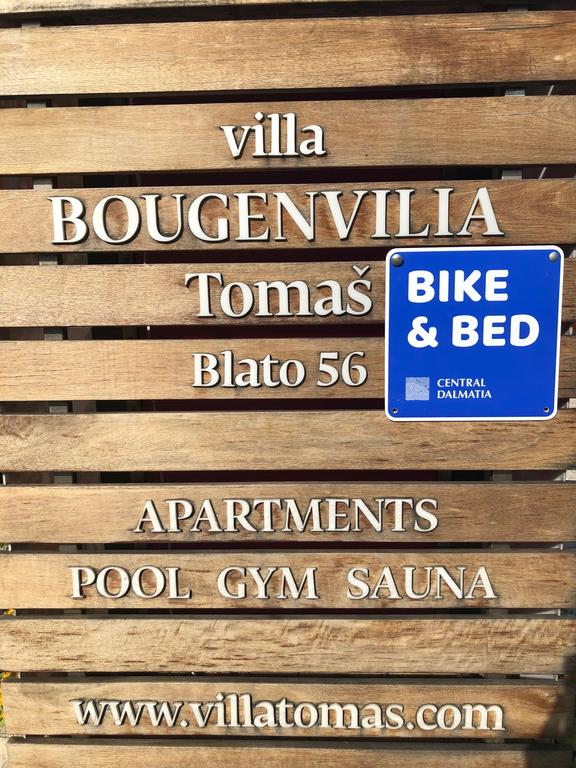 villa
BOUGENVILIA
Tomaš
BIKE
& BED
Blato 56
CENTRAL
DALMATIA
APARTMENTS
POOL GYM SAUNA
www.villatomas.com